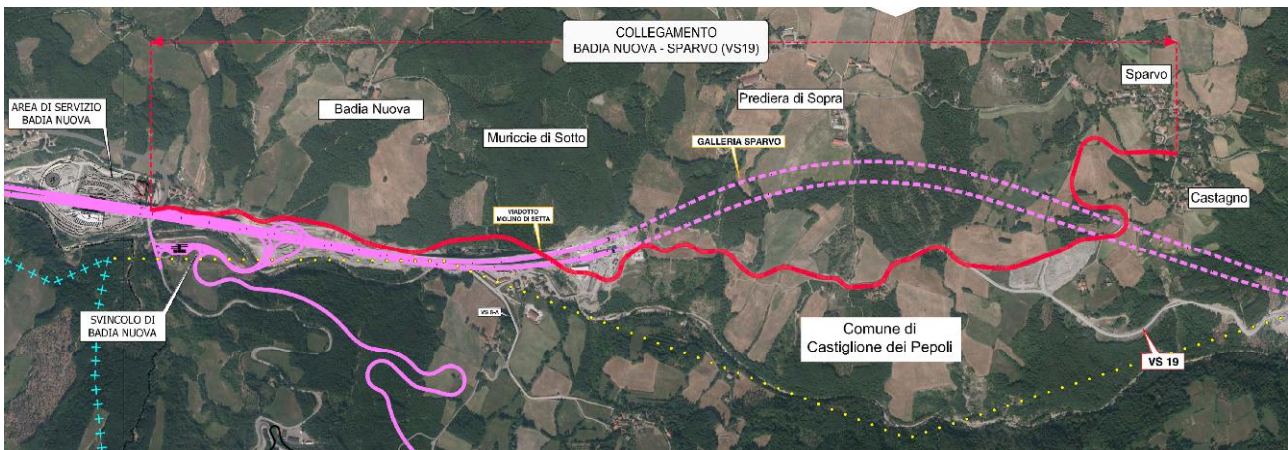 COLLEGAMENTO
BADIA NUOVA - SPARVO (VS19)
Sparvo
AREA DI SERVIZIO
BADIA NUOVA
Badia Nuova
Prediera di Sopra
Muriccie di Sotto
GALLERIA SPARVO
Castagno
VIADOTTO
MOLINO DI SETTA
SVINCOLO DI
BADIA NUOVA
Comune di
Castiglione dei Pepoli
VS 19